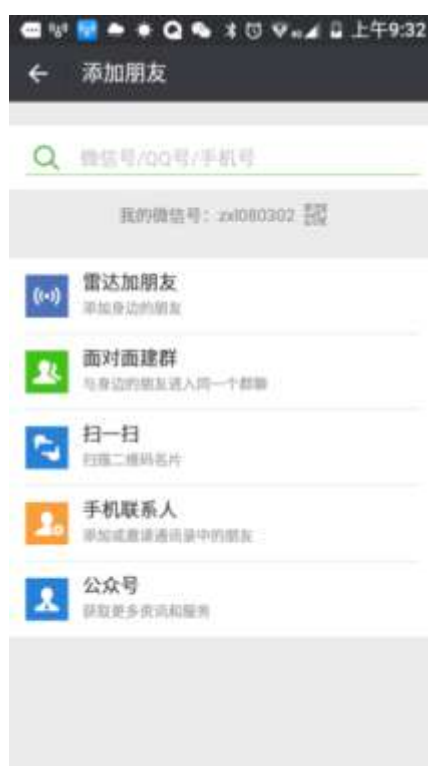 上午9:32
添加朋友
微信号/QQ号/手机号
我的微信号：zxl080302
雷达加朋友
添加身边的朋友
面对面建群
与身边的朋友进入同一个群聊
扫一扫
扫描二维码名片
手机联系人
添加或邀请通讯录中的朋友
公众号
获取更多资讯和服务